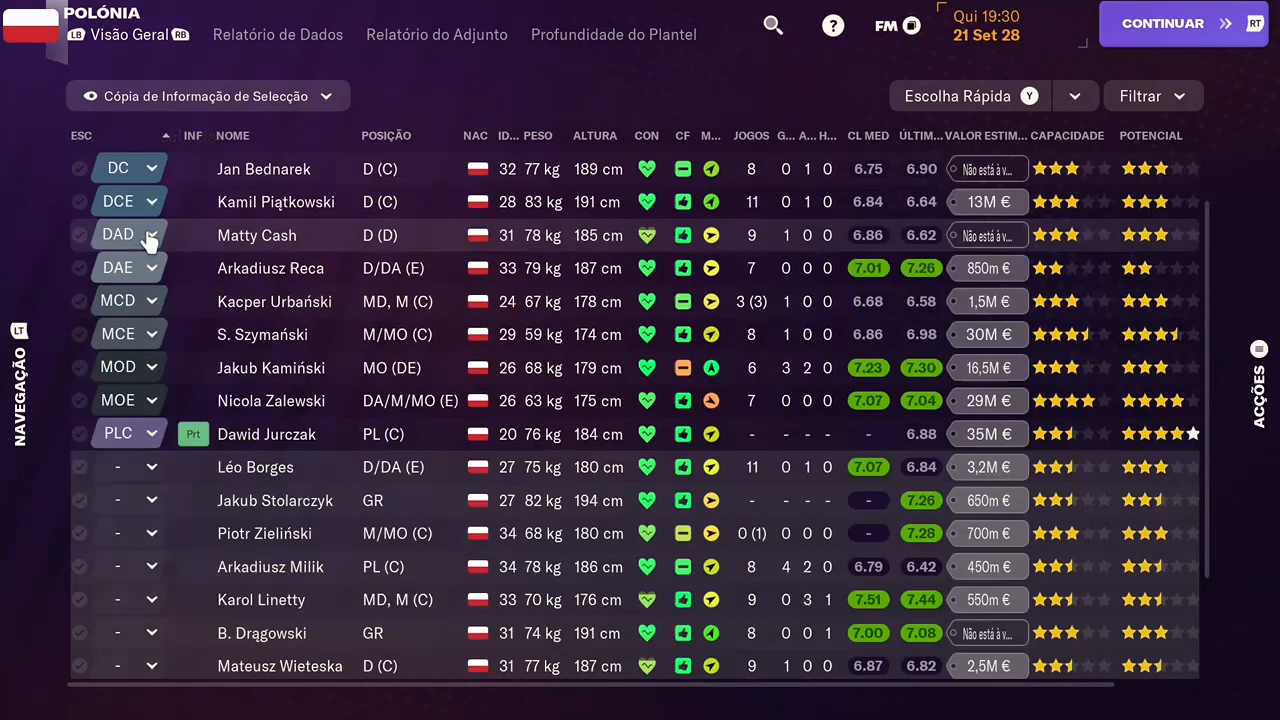 POLÓNIA
LB Visão Geral RB Relatório de Dados Relatório do Adjunto Profundidade do Plantel ? FM Qui 19:30 CONTINUAR RT
21 Set 28
Cópia de Informação de Selecção Escolha Rápida Y Filtrar
ESC INF NOME POSIÇÃO NAC ID... PESO ALTURA CON CF M... JOGOS G... A... H... CL MED ÚLTIM... VALOR ESTIM... CAPACIDADE POTENCIAL
DC Jan Bednarek D (C) 32 77 kg 189 cm 8 0 1 0 6.75 6.90 Não está à v...
DCE Kamil Piątkowski D (C) 28 83 kg 191 cm 11 0 1 0 6.84 6.64 13M €
DAD Matty Cash D (D) 31 78 kg 185 cm 9 1 0 0 6.86 6.62 Não está à v...
DAE Arkadiusz Reca D/DA (E) 33 79 kg 187 cm 7 0 0 0 7.01 7.26 850m €
MCD Kacper Urbański MD, M (C) 24 67 kg 178 cm 3 (3) 1 0 0 6.68 6.58 1,5M €
MCE S. Szymański M/MO (C) 29 59 kg 174 cm 8 1 0 0 6.86 6.98 30M €
MOD Jakub Kamiński MO (DE) 26 68 kg 179 cm 6 3 2 0 7.23 7.30 16,5M €
MOE Nicola Zalewski DA/M/MO (E) 26 63 kg 175 cm 7 0 0 0 7.07 7.04 29M €
PLC Prt Dawid Jurczak PL (C) 20 76 kg 184 cm - - - - - 6.88 35M €
- Léo Borges D/DA (E) 27 75 kg 180 cm 11 0 1 0 7.07 6.84 3,2M €
- Jakub Stolarczyk GR 27 82 kg 194 cm - - - - - 7.26 650m €
- Piotr Zieliński M/MO (C) 34 68 kg 180 cm 0 (1) 0 0 0 - 7.28 700m €
- Arkadiusz Milik PL (C) 34 78 kg 186 cm 8 4 2 0 6.79 6.42 450m €
- Karol Linetty MD, M (C) 33 70 kg 176 cm 9 0 3 1 7.51 7.44 550m €
- B. Drągowski GR 31 74 kg 191 cm 8 0 0 1 7.00 7.08 Não está à v...
- Mateusz Wieteska D (C) 31 77 kg 187 cm 9 1 0 0 6.87 6.82 2,5M €
NAVEGAÇÃO LT
ACÇÕES